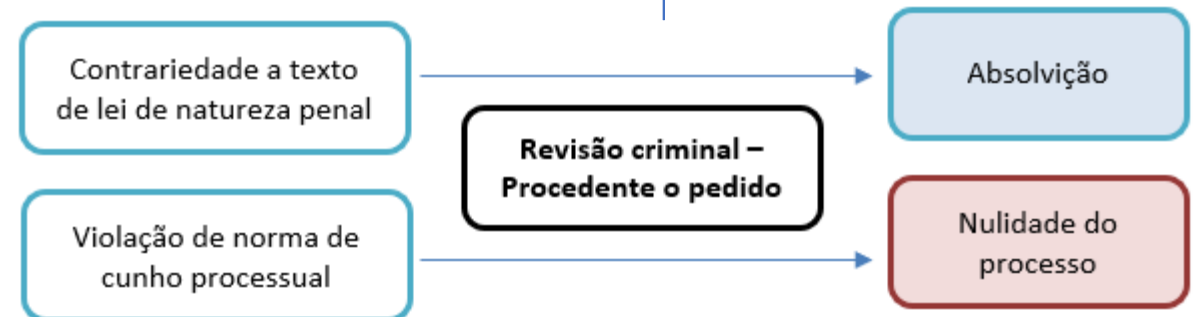 Contrariedade a texto
de lei de natureza penal
Absolvição
Revisão criminal –
Procedente o pedido
Violação de norma de
cunho processual
Nulidade do
processo